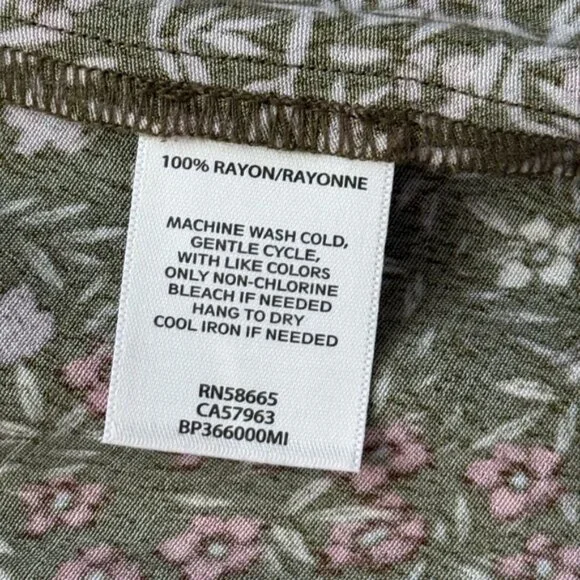 100% RAYON/RAYONNE
MACHINE WASH COLD,
GENTLE CYCLE,
WITH LIKE COLORS
ONLY NON-CHLORINE
BLEACH IF NEEDED
HANG TO DRY
COOL IRON IF NEEDED
RN58665
CA57963
BP366000MI